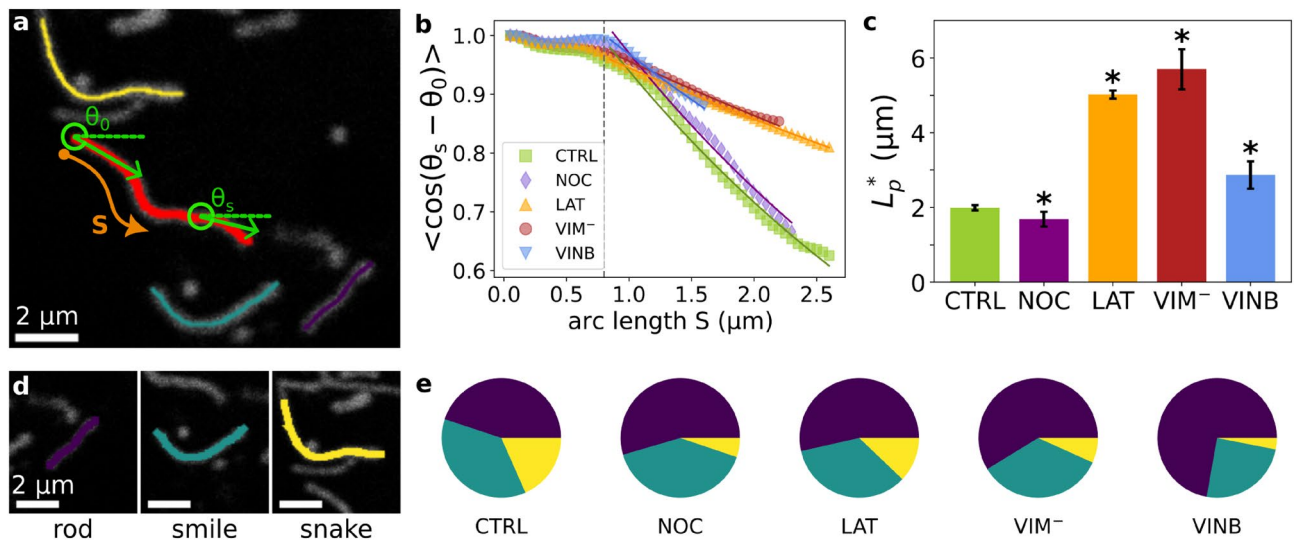 a
θ0
θs
S
2 μm
b
<cos(θs − θ0)>
1.0
0.9
0.8
0.7
0.6
CTRL
NOC
LAT
VIM−
VINB
0.0 0.5 1.0 1.5 2.0 2.5
arc length S (μm)
c
Lp* (μm)
6
4
2
0
* * * *
CTRL NOC LAT VIM− VINB
d
2 μm
rod smile snake
e
CTRL NOC LAT VIM− VINB